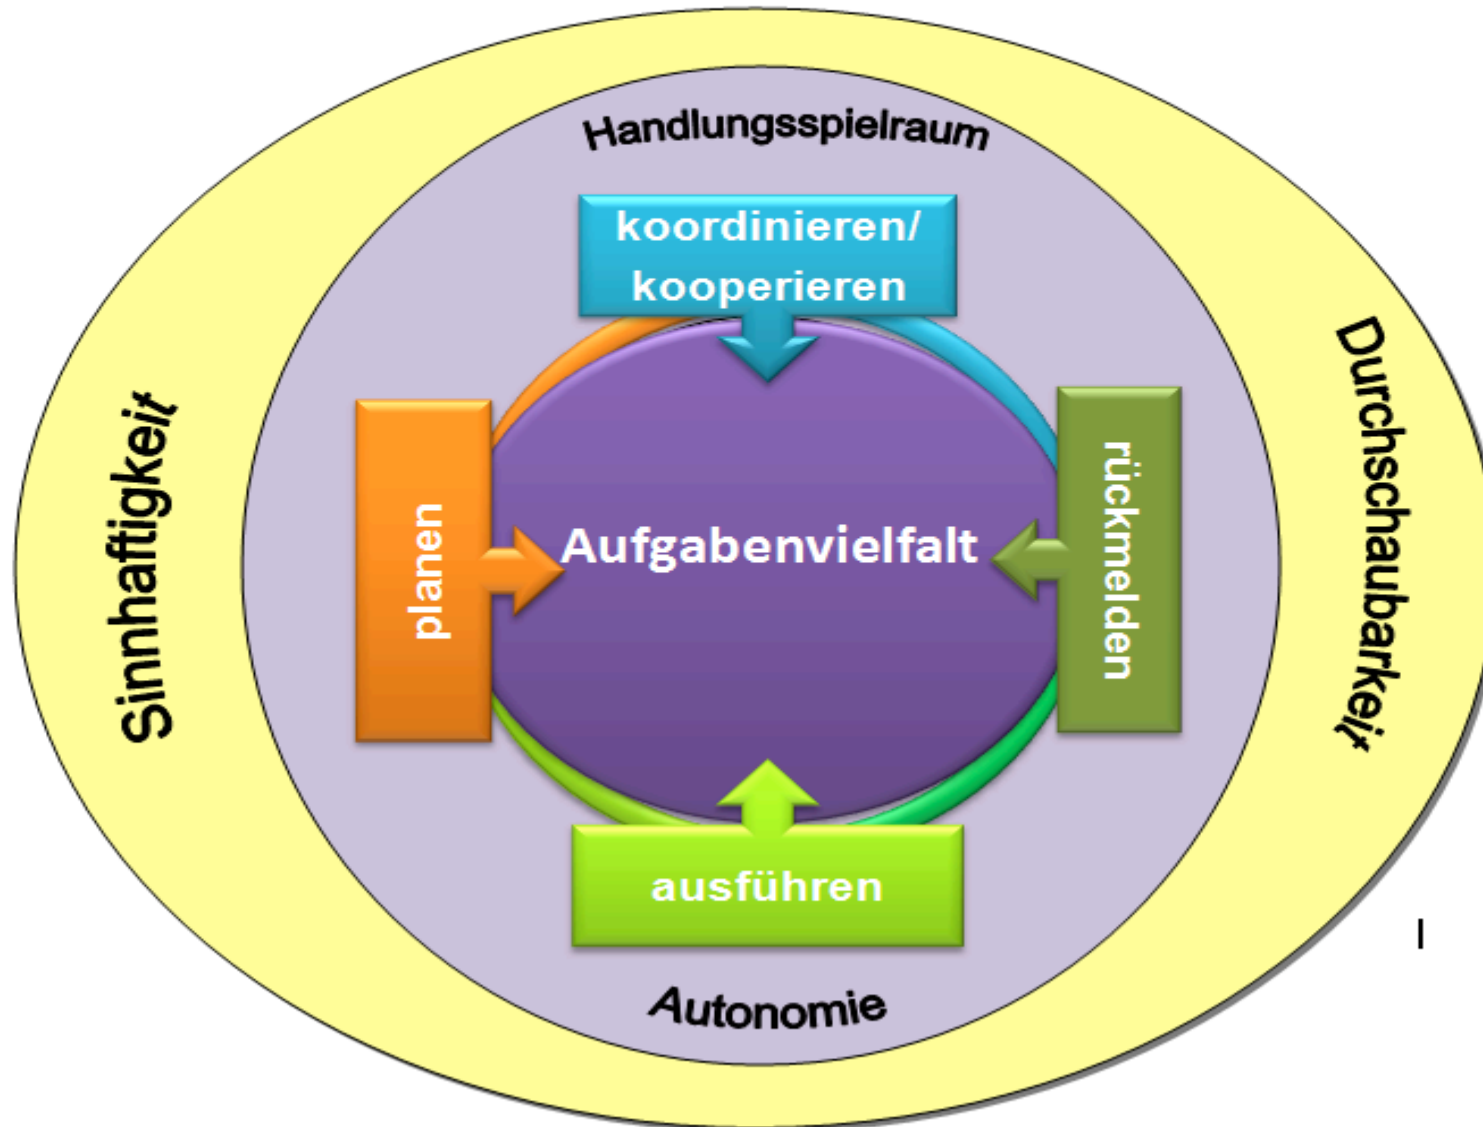 Handlungsspielraum
koordinieren/
kooperieren
Sinnhaftigkeit
planen
Aufgabenvielfalt
rückmelden
Durchschaubarkeit
ausführen
Autonomie